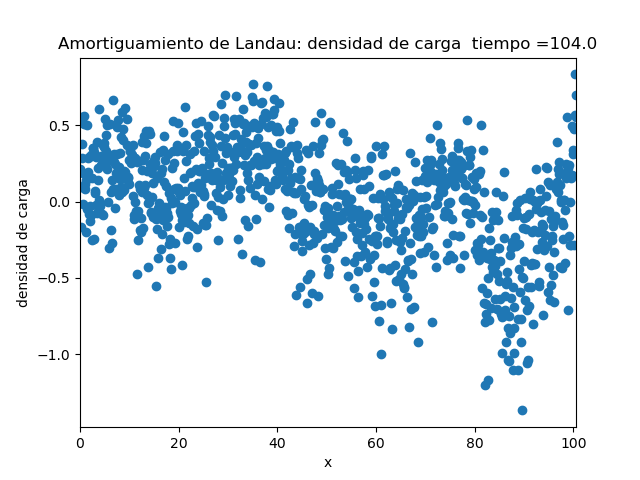 Amortiguamiento de Landau: densidad de carga  tiempo =104.0
densidad de carga
0.5
0.0
−0.5
−1.0
0 20 40 60 80 100
x